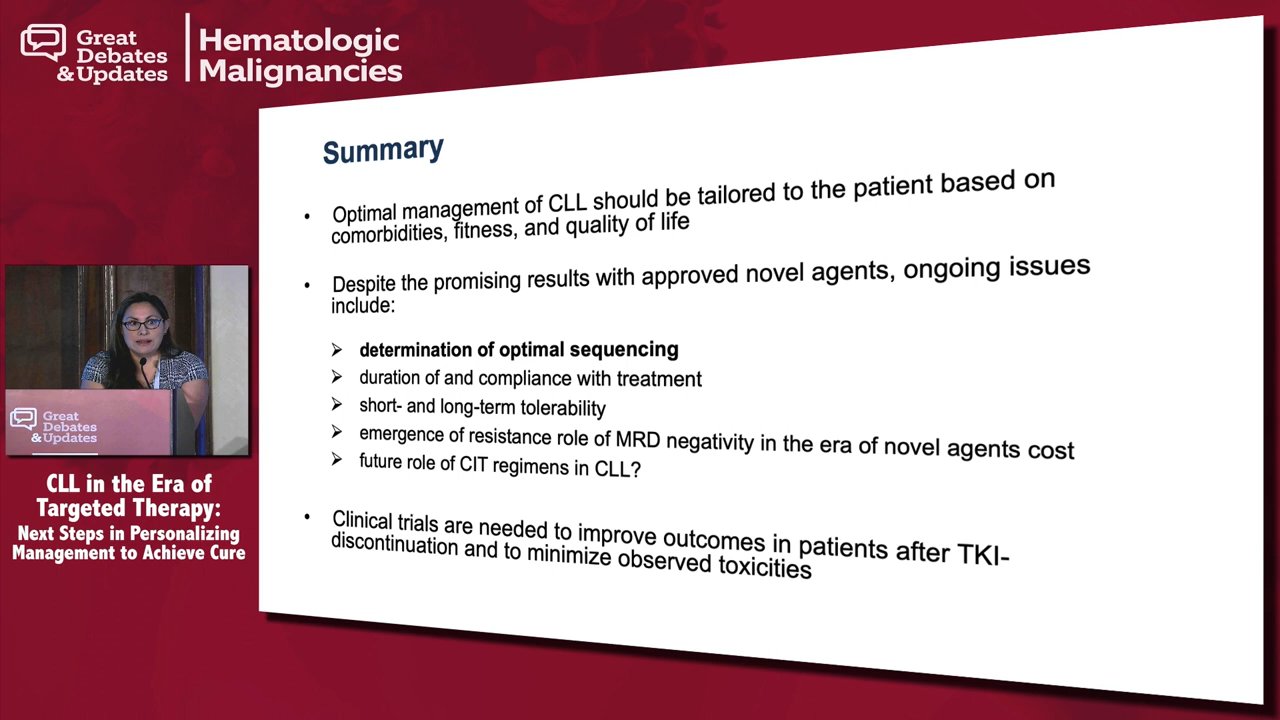 Great
Debates
& Updates
Hematologic
Malignancies
Summary
• Optimal management of CLL should be tailored to the patient based on
comorbidities, fitness, and quality of life
• Despite the promising results with approved novel agents, ongoing issues
include:
➢ determination of optimal sequencing
➢ duration of and compliance with treatment
➢ short- and long-term tolerability
➢ emergence of resistance role of MRD negativity in the era of novel agents cost
➢ future role of CIT regimens in CLL?
• Clinical trials are needed to improve outcomes in patients after TKI-
discontinuation and to minimize observed toxicities
Great
Debates
& Updates
CLL in the Era of
Targeted Therapy:
Next Steps in Personalizing
Management to Achieve Cure